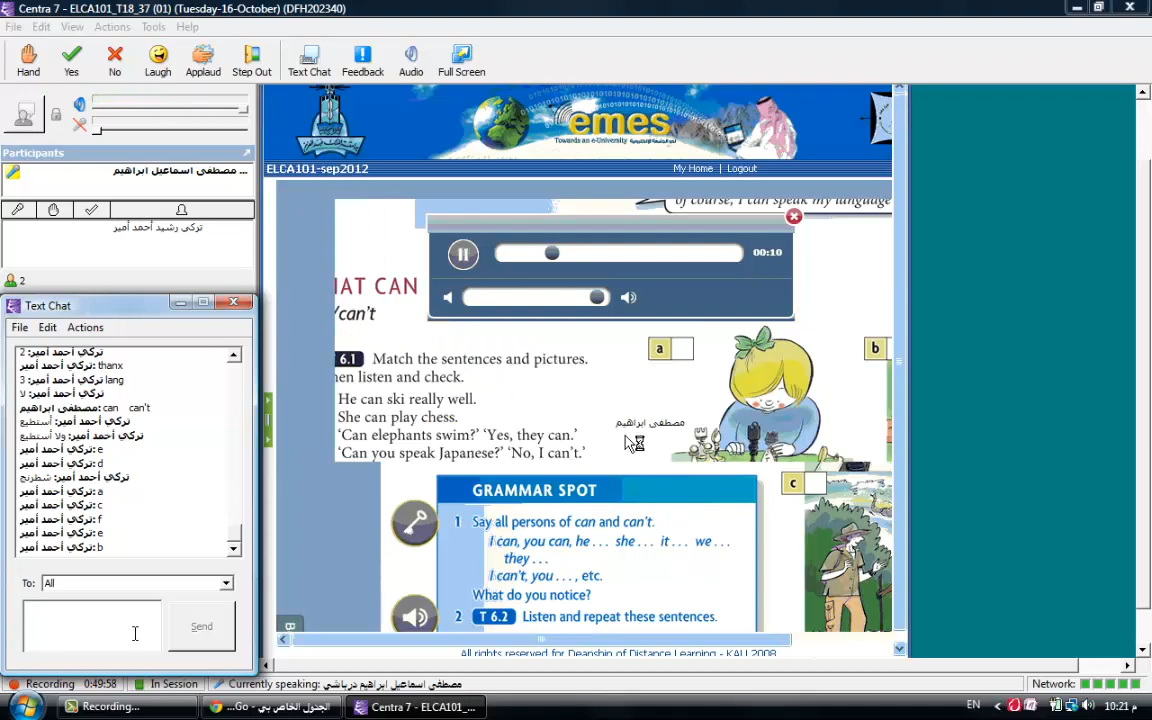 Centra 7 - ELCA101_T18_37 (01) (Tuesday-16-October) (DFH202340)
File Edit View Actions Tools Help
Hand Yes No Laugh Applaud Step Out Text Chat Feedback Audio Full Screen
Participants
مصطفى اسماعيل ابراهيم ...
تركي رشيد أحمد أمير
2
Text Chat
File Edit Actions
تركي أحمد أمير: 2
تركي أحمد أمير: thanx
تركي أحمد أمير: 3 lang
تركي أحمد أمير: لا
مصطفى ابراهيم: can can't
تركي أحمد أمير: أستطيع
تركي أحمد أمير: ولا أستطيع
تركي أحمد أمير: e
تركي أحمد أمير: d
تركي أحمد أمير: شطرنج
تركي أحمد أمير: a
تركي أحمد أمير: c
تركي أحمد أمير: f
تركي أحمد أمير: e
تركي أحمد أمير: b
To: All
Send
emes
Towards an e-University
ELCA101-sep2012
My Home | Logout
of course, I can speak my language
00:10
HAT CAN
/can't
6.1 Match the sentences and pictures.
hen listen and check.
He can ski really well.
She can play chess.
'Can elephants swim?' 'Yes, they can.'
'Can you speak Japanese?' 'No, I can't.'
مصطفى ابراهيم
a
b
c
GRAMMAR SPOT
1 Say all persons of can and can't.
I can, you can, he . . . she . . . it . . . we . . .
they . . .
I can't, you . . . , etc.
What do you notice?
2 T 6.2 Listen and repeat these sentences.
All rights reserved for Deanship of Distance Learning - KAU 2008
Recording 0:49:58 In Session Currently speaking: مصطفى اسماعيل ابراهيم درباشي Network:
Recording... Go - الجدول الخاص بي... Centra 7 - ELCA101_... EN 10:21 م